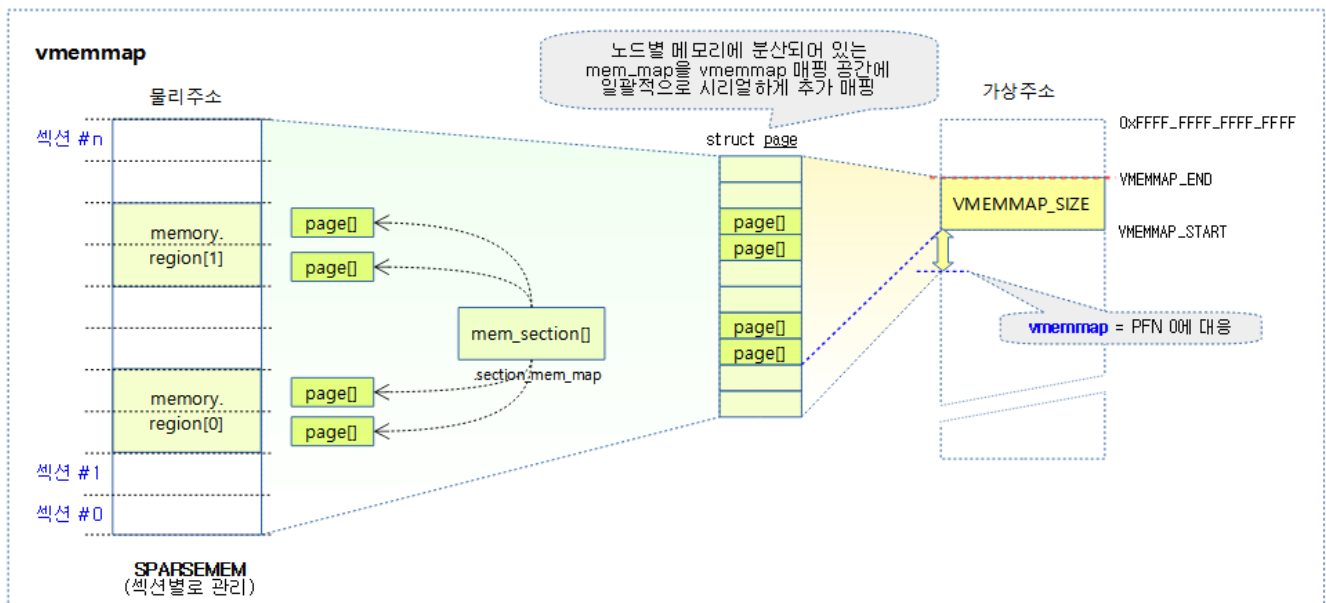 vmemmap
노드별 메모리에 분산되어 있는
mem_map을 vmemmap 매핑 공간에
일괄적으로 시리얼하게 추가 매핑
물리주소
가상주소
섹션 #n
struct page
0xFFFF_FFFF_FFFF_FFFF
VMEMMAP_END
VMEMMAP_SIZE
VMEMMAP_START
memory.
region[1]
page[]
page[]
page[]
page[]
mem_section[]
.section_mem_map
vmemmap = PFN 0에 대응
page[]
page[]
memory.
region[0]
page[]
page[]
섹션 #1
섹션 #0
SPARSEMEM
(섹션별로 관리)